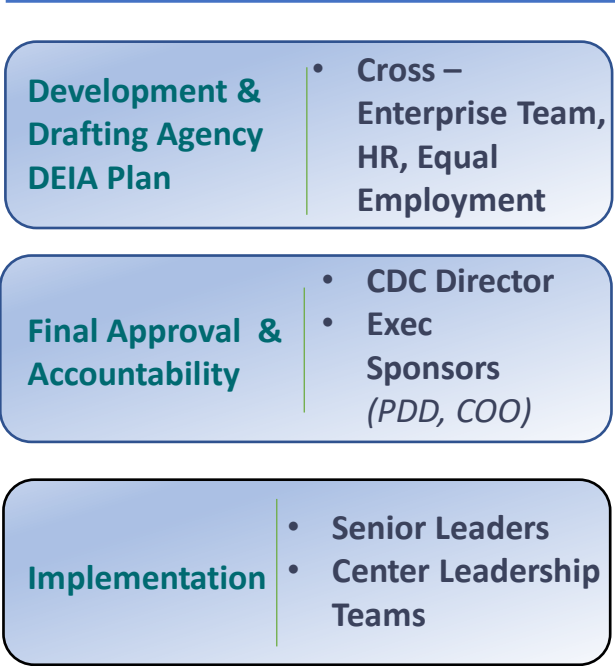 Development &
Drafting Agency
DEIA Plan
• Cross –
Enterprise Team,
HR, Equal
Employment
Final Approval &
Accountability
• CDC Director
• Exec
Sponsors
(PDD, COO)
Implementation
• Senior Leaders
• Center Leadership
Teams